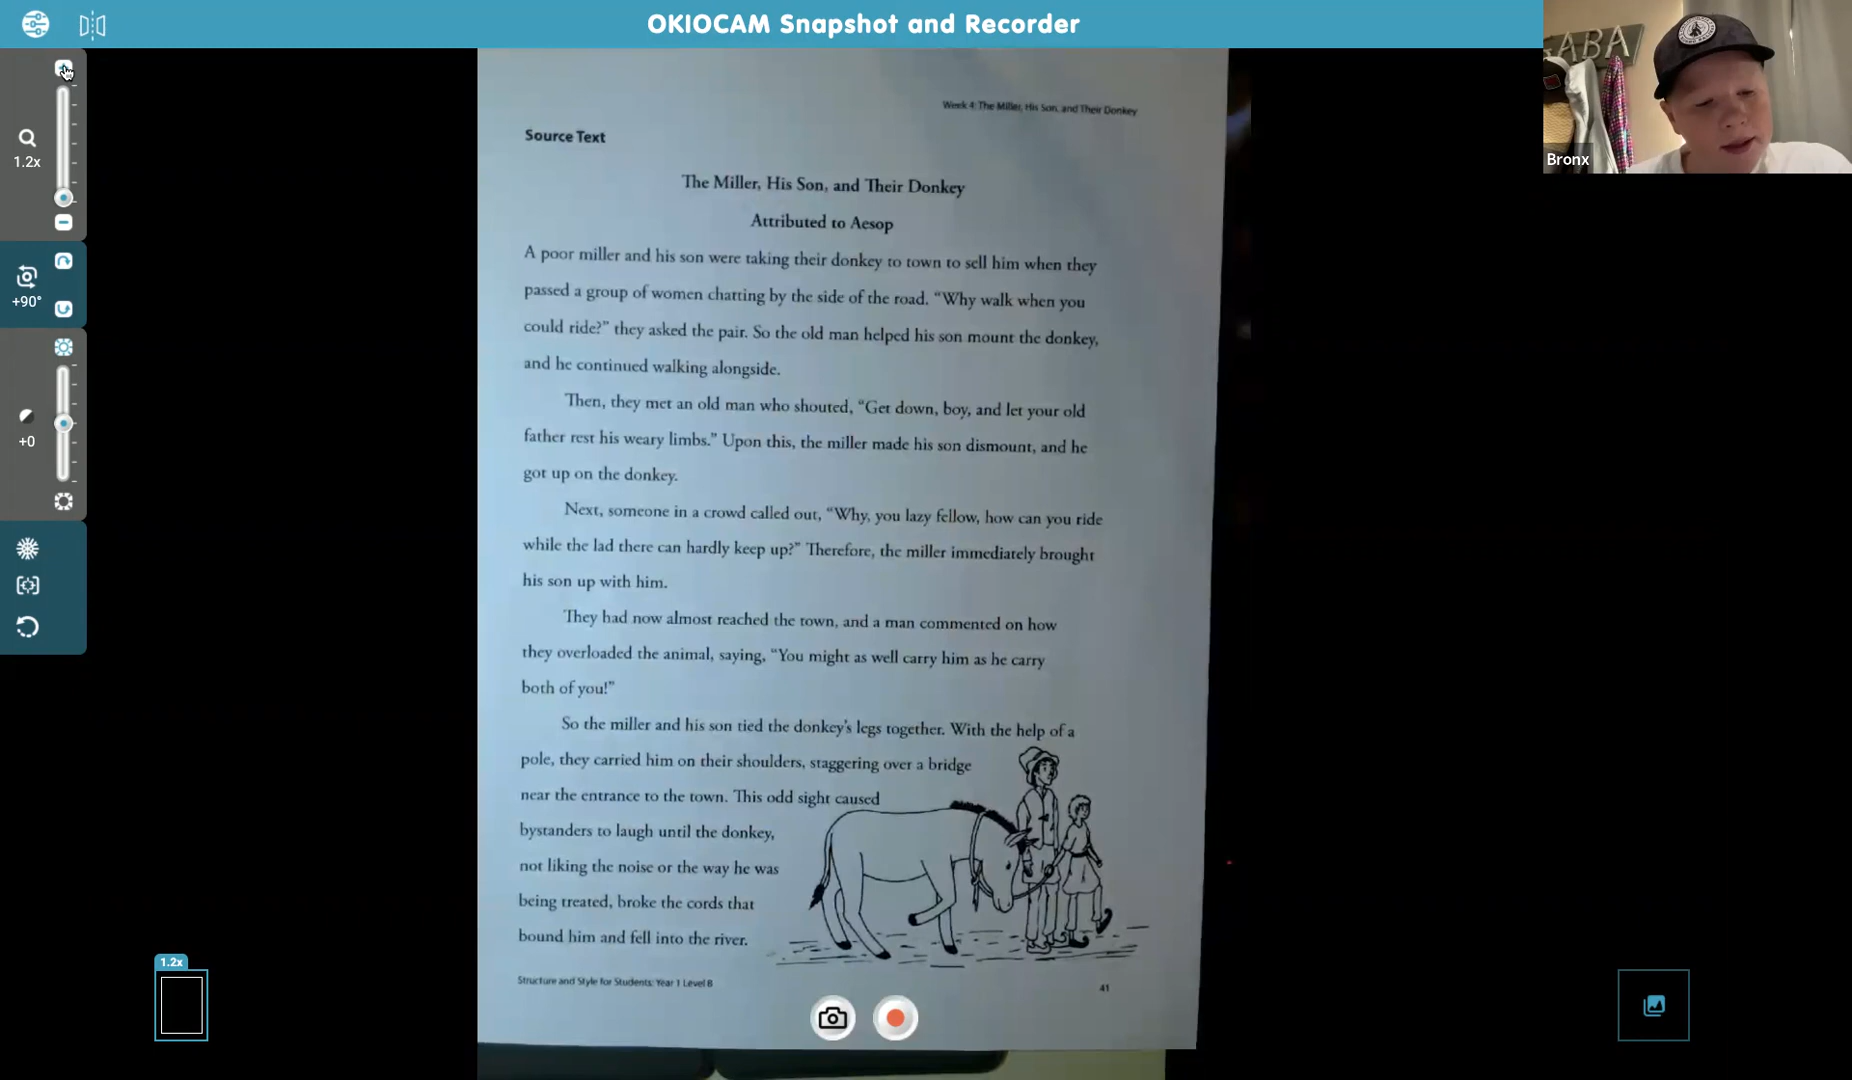 OKIOCAM Snapshot and Recorder
1.2x
+90°
+0
Bronx
Week 4: The Miller, His Son, and Their Donkey
Source Text
The Miller, His Son, and Their Donkey
Attributed to Aesop
A poor miller and his son were taking their donkey to town to sell him when they
passed a group of women chatting by the side of the road. “Why walk when you
could ride?” they asked the pair. So the old man helped his son mount the donkey,
and he continued walking alongside.
Then, they met an old man who shouted, “Get down, boy, and let your old
father rest his weary limbs.” Upon this, the miller made his son dismount, and he
got up on the donkey.
Next, someone in a crowd called out, “Why, you lazy fellow, how can you ride
while the lad there can hardly keep up?” Therefore, the miller immediately brought
his son up with him.
They had now almost reached the town, and a man commented on how
they overloaded the animal, saying, “You might as well carry him as he carry
both of you!”
So the miller and his son tied the donkey’s legs together. With the help of a
pole, they carried him on their shoulders, staggering over a bridge
near the entrance to the town. This odd sight caused
bystanders to laugh until the donkey,
not liking the noise or the way he was
being treated, broke the cords that
bound him and fell into the river.
Structure and Style for Students: Year 1 Level B
41
1.2x